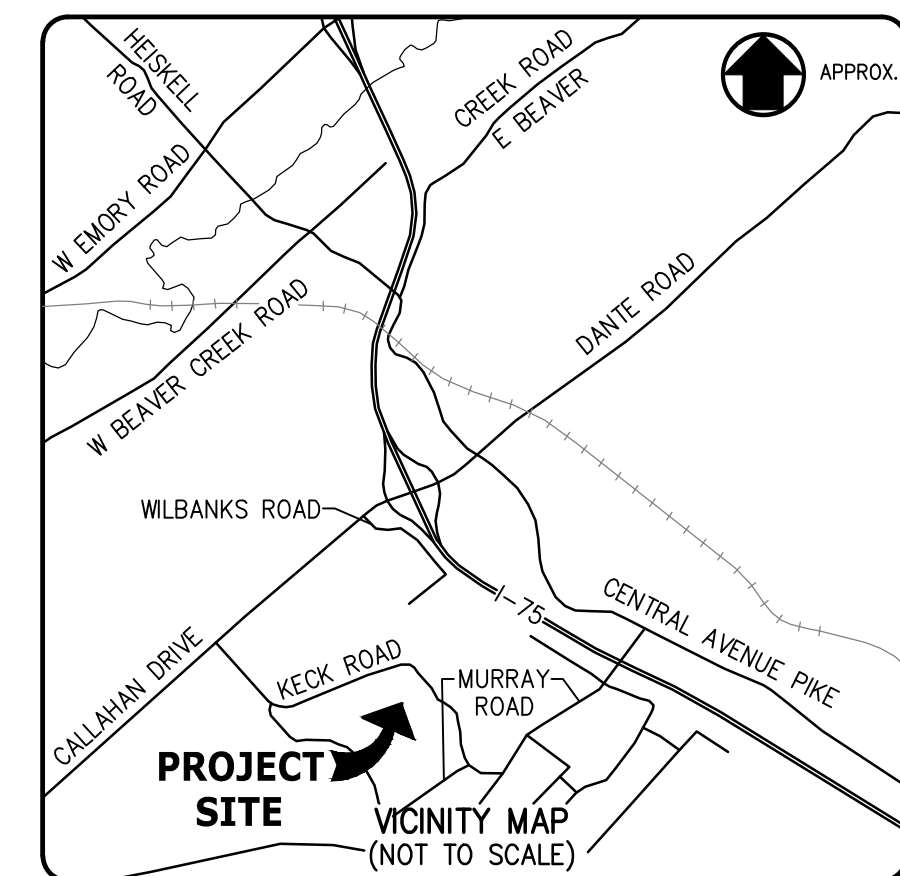 HEISKELL
ROAD
CREEK ROAD
E BEAVER
APPROX.
W EMORY ROAD
DANTE ROAD
W BEAVER CREEK ROAD
WILBANKS ROAD
I-75
CENTRAL AVENUE PIKE
CALLAHAN DRIVE
KECK ROAD
MURRAY
ROAD
PROJECT
SITE
VICINITY MAP
(NOT TO SCALE)